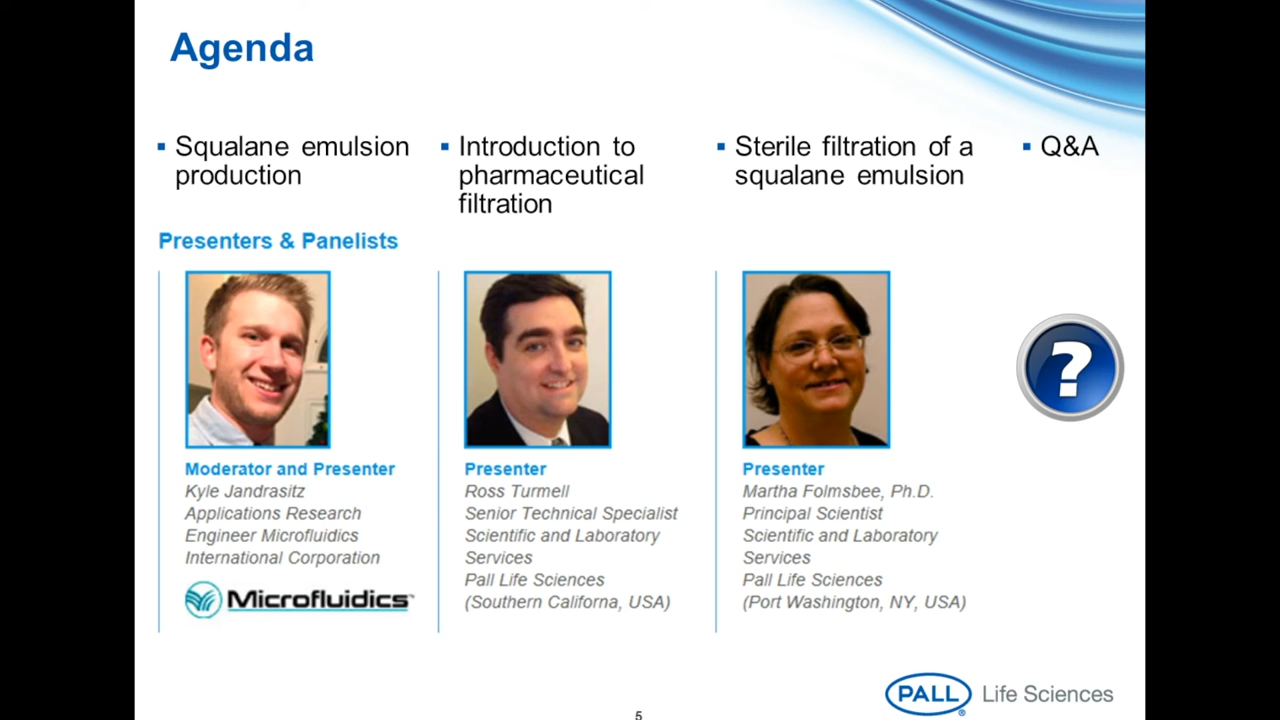 Agenda
▪ Squalane emulsion
production
▪ Introduction to
pharmaceutical
filtration
▪ Sterile filtration of a
squalane emulsion
▪ Q&A
Presenters & Panelists
Moderator and Presenter
Kyle Jandrasitz
Applications Research
Engineer Microfluidics
International Corporation
Microfluidics™
Presenter
Ross Turmell
Senior Technical Specialist
Scientific and Laboratory
Services
Pall Life Sciences
(Southern Californa, USA)
Presenter
Martha Folmsbee, Ph.D.
Principal Scientist
Scientific and Laboratory
Services
Pall Life Sciences
(Port Washington, NY, USA)
?
PALL® Life Sciences
5